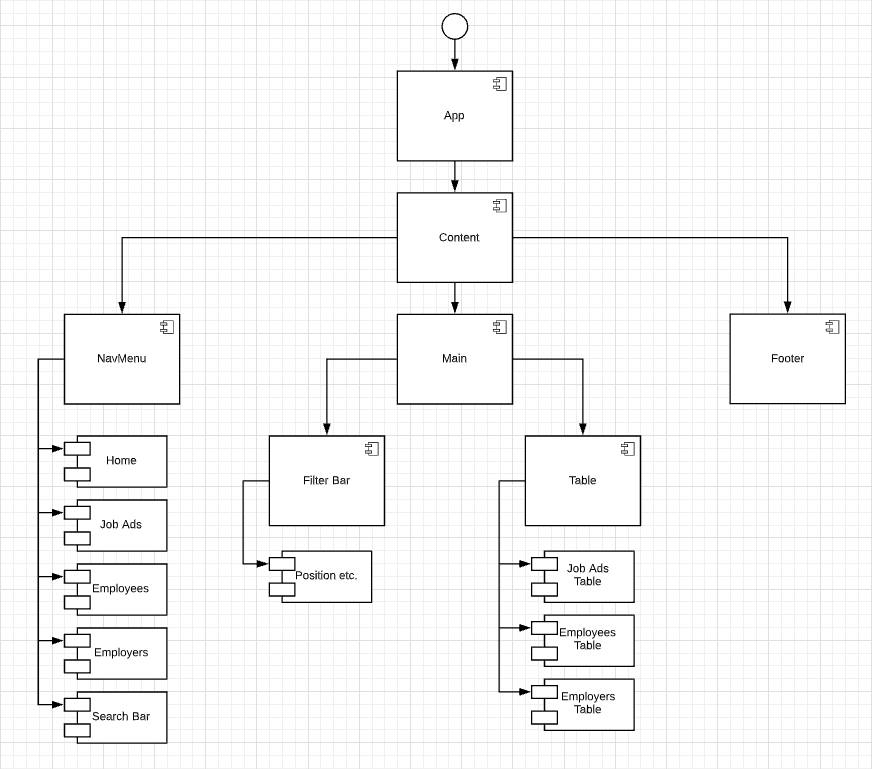 App
Content
NavMenu
Main
Footer
Home
Job Ads
Employees
Employers
Search Bar
Filter Bar
Position etc.
Table
Job Ads
Table
Employees
Table
Employers
Table